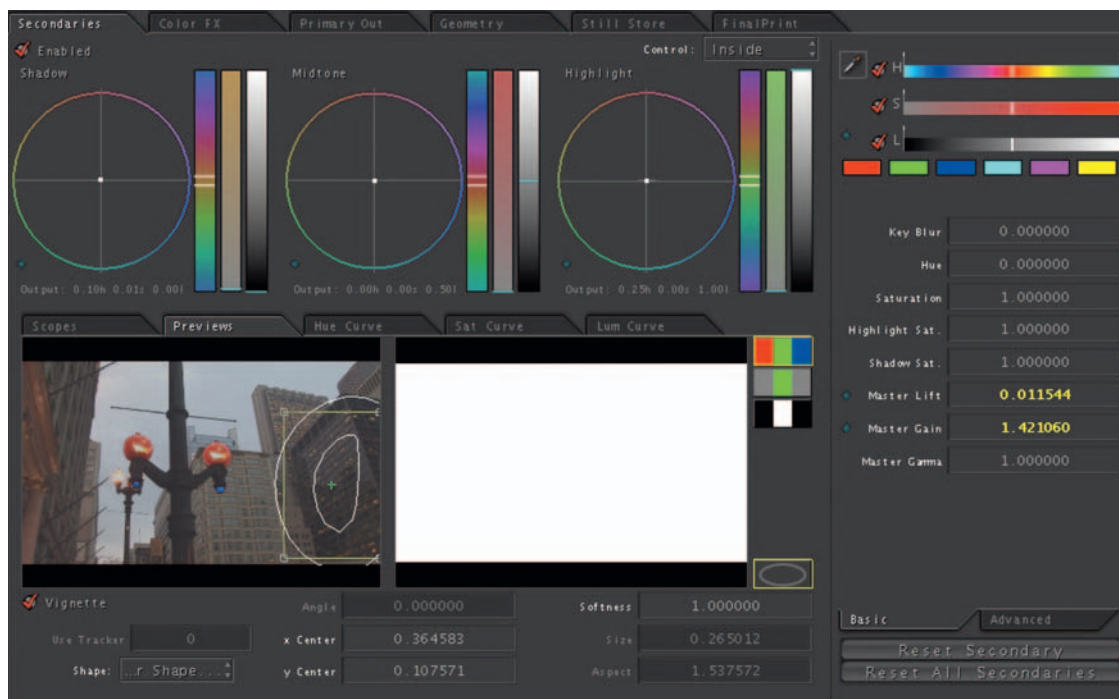 Secondaries Color FX Primary Out Geometry Still Store FinalPrint
Enabled
Control: Inside
Shadow Midtone Highlight
H
S
L
Output: 0.10h 0.01s 0.00l Output: 0.00h 0.00s 0.50l Output: 0.25h 0.00s 1.00l
Key Blur 0.000000
Hue 0.000000
Saturation 1.000000
Highlight Sat. 1.000000
Shadow Sat. 1.000000
Master Lift 0.011544
Master Gain 1.421060
Master Gamma 1.000000
Scopes Previews Hue Curve Sat Curve Lum Curve
Vignette
Angle 0.000000
Softness 1.000000
Use Tracker 0
x Center 0.364583
Size 0.265012
Shape: ...r Shape...
y Center 0.107571
Aspect 1.537572
Basic Advanced
Reset Secondary
Reset All Secondaries